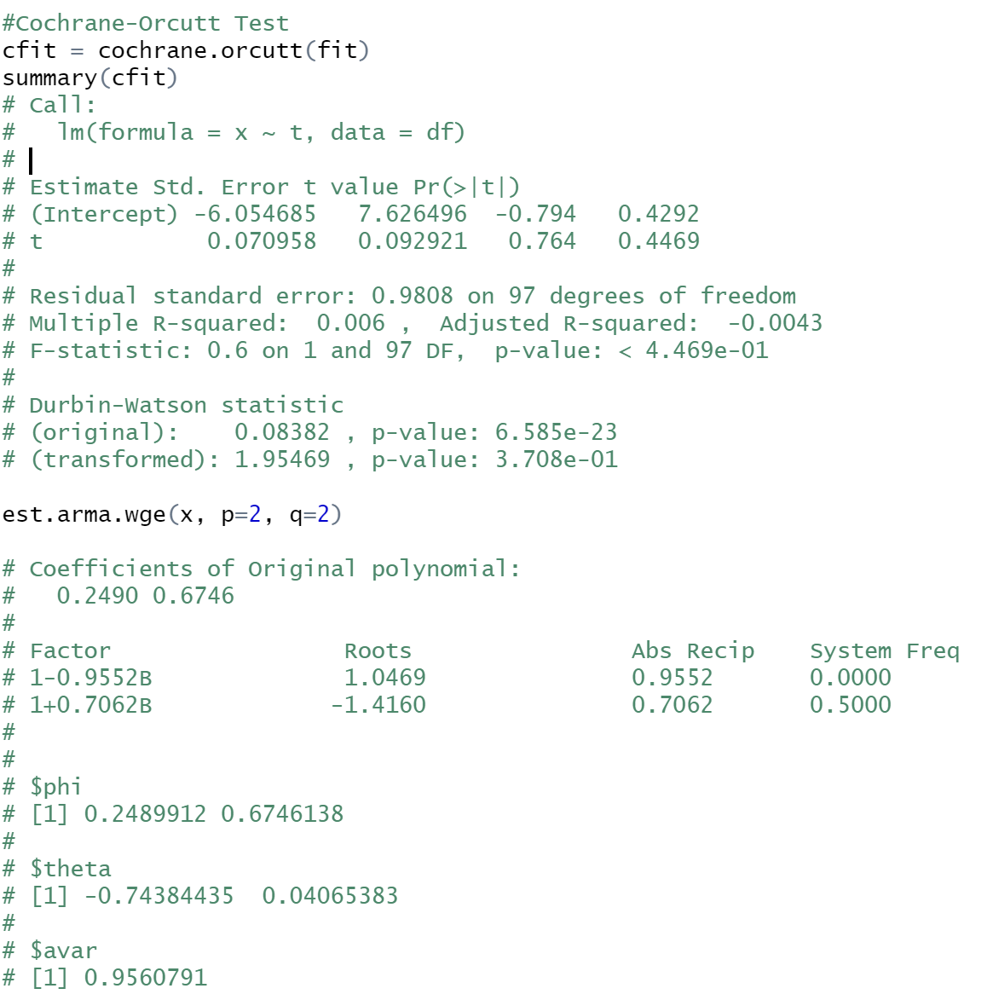 #Cochrane-Orcutt Test
cfit = cochrane.orcutt(fit)
summary(cfit)
# Call:
#   lm(formula = x ~ t, data = df)
#
# Estimate Std. Error t value Pr(>|t|)
# (Intercept) -6.054685   7.626496  -0.794   0.4292
# t            0.070958   0.092921   0.764   0.4469
#
# Residual standard error: 0.9808 on 97 degrees of freedom
# Multiple R-squared:  0.006 ,  Adjusted R-squared:  -0.0043
# F-statistic: 0.6 on 1 and 97 DF,  p-value: < 4.469e-01
#
# Durbin-Watson statistic
# (original):    0.08382 , p-value: 6.585e-23
# (transformed): 1.95469 , p-value: 3.708e-01
est.arma.wge(x, p=2, q=2)
# Coefficients of Original polynomial:
#   0.2490 0.6746
#
# Factor                 Roots                Abs Recip    System Freq
# 1-0.9552B              1.0469               0.9552       0.0000
# 1+0.7062B             -1.4160               0.7062       0.5000
#
#
# $phi
# [1] 0.2489912 0.6746138
#
# $theta
# [1] -0.74384435  0.04065383
#
# $avar
# [1] 0.9560791